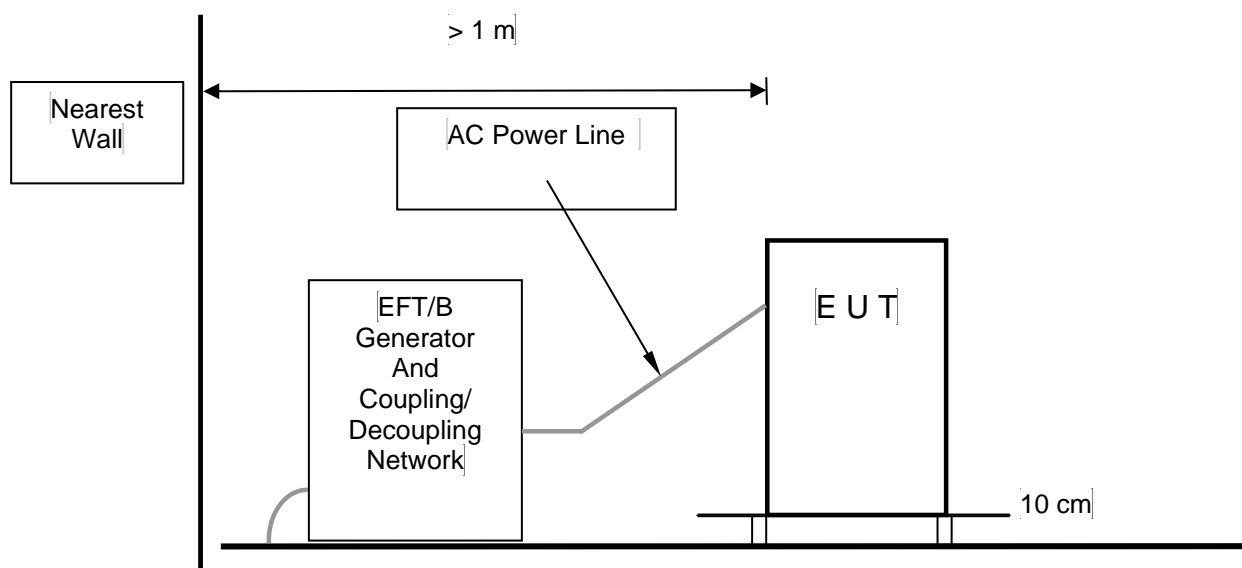 > 1 m
Nearest
Wall
AC Power Line
EFT/B
Generator
And
Coupling/
Decoupling
Network
E U T
10 cm